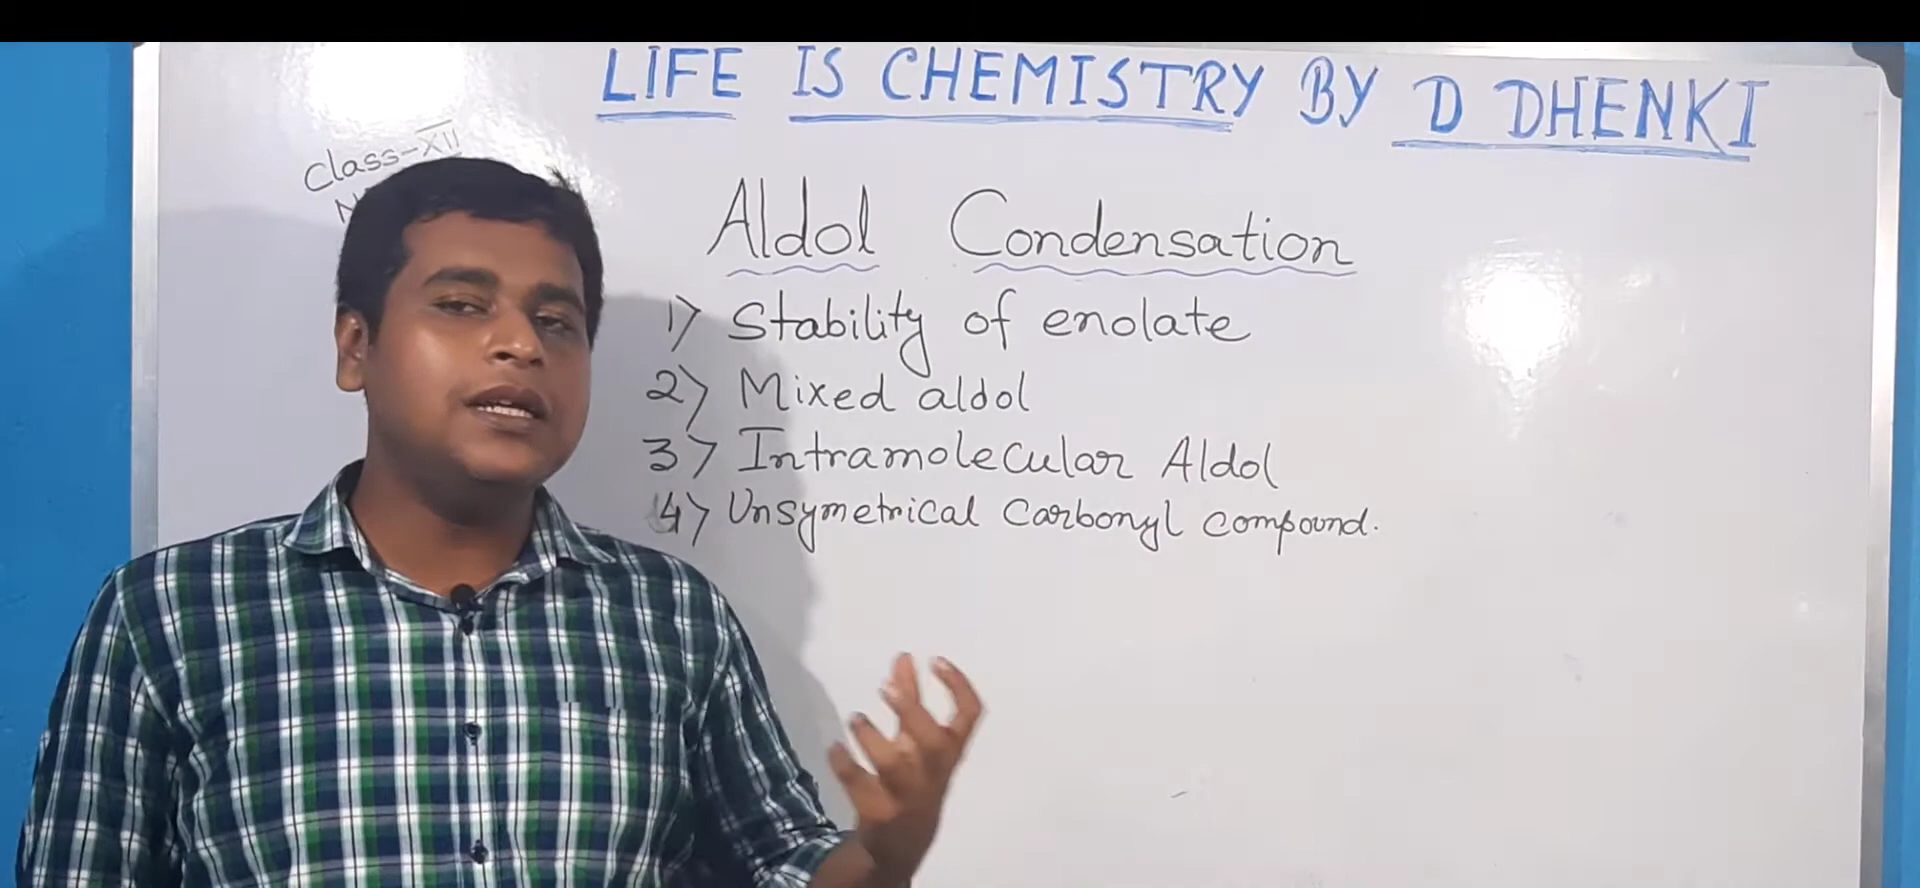 LIFE IS CHEMISTRY BY D DHENKI
Class-XII
Aldol Condensation
1) Stability of enolate
2) Mixed aldol
3) Intramolecular Aldol
4) Unsymetrical Carbonyl compound.